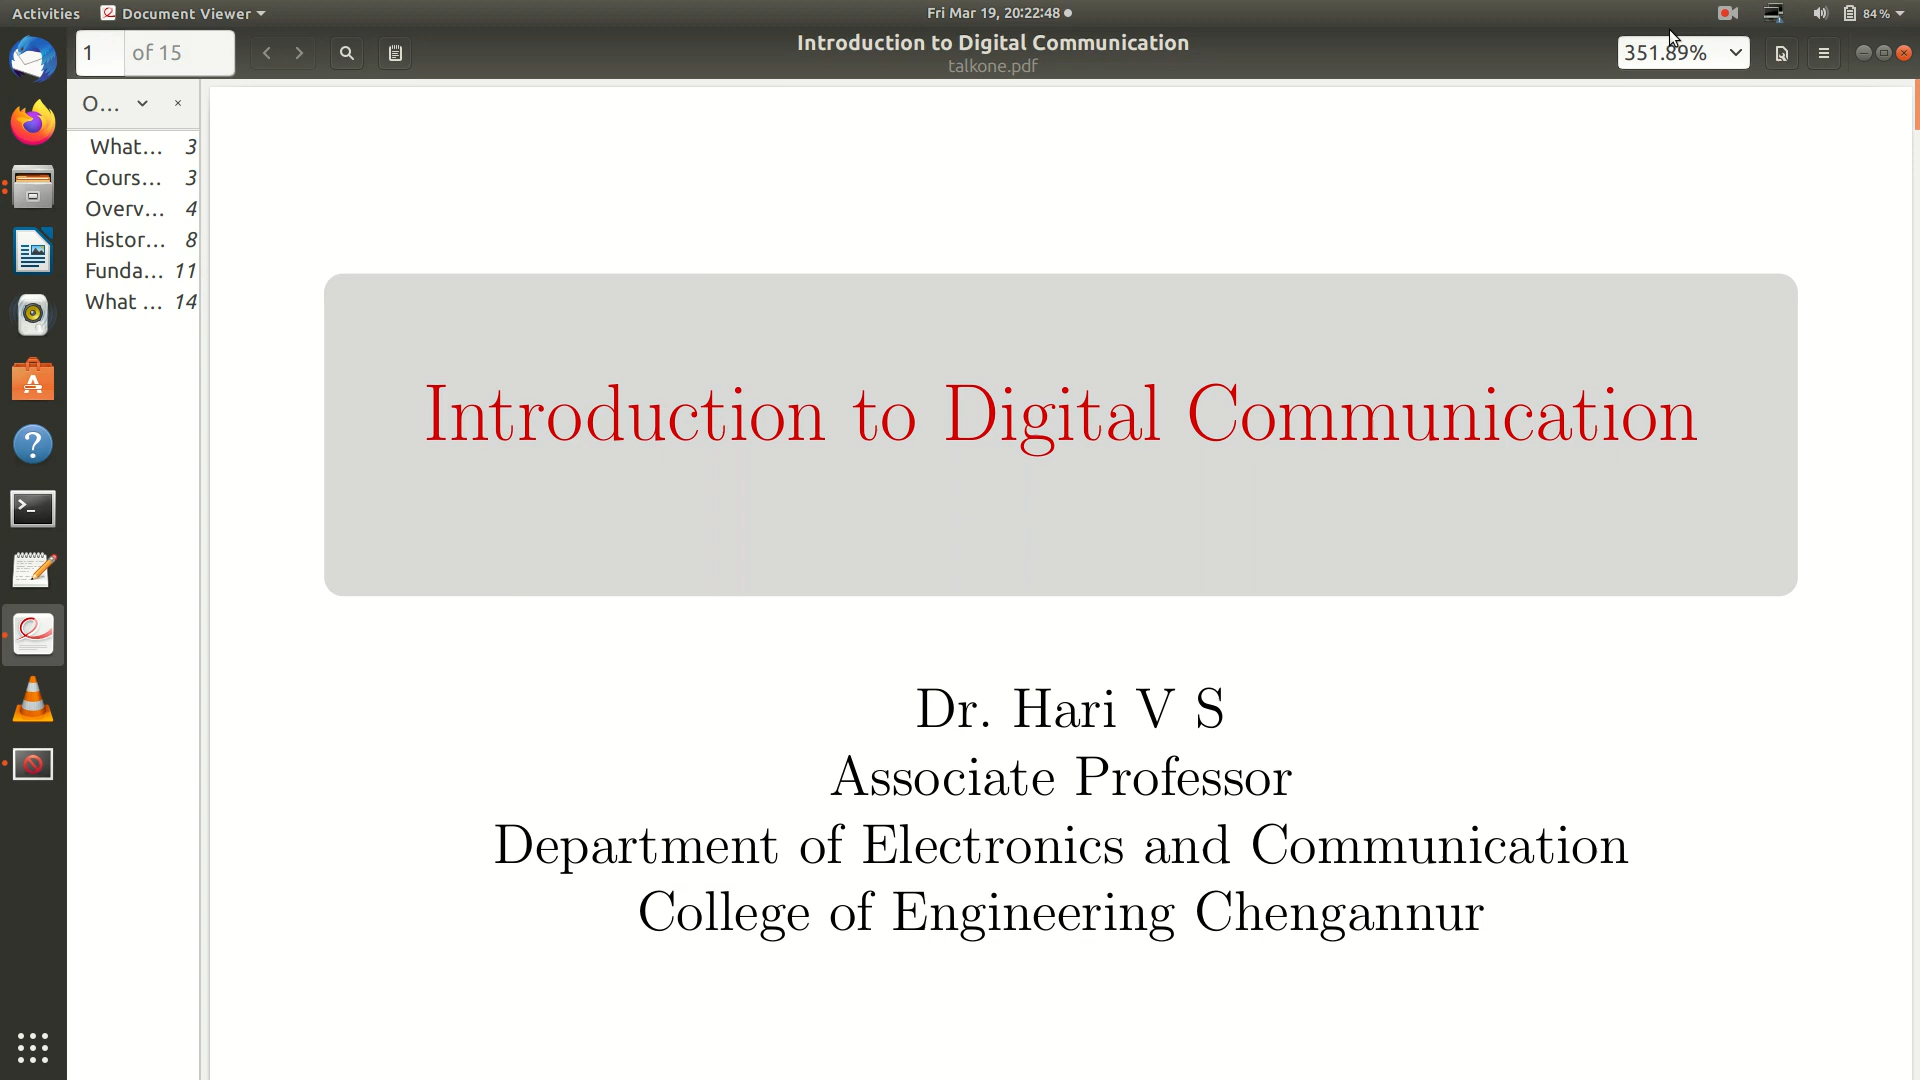 Activities Document Viewer Fri Mar 19, 20:22:48 84 %
1 of 15 Introduction to Digital Communication 351.89%
talkone.pdf
O...
What... 3
Cours... 3
Overv... 4
Histor... 8
Funda... 11
What ... 14
Introduction to Digital Communication
Dr. Hari V S
Associate Professor
Department of Electronics and Communication
College of Engineering Chengannur